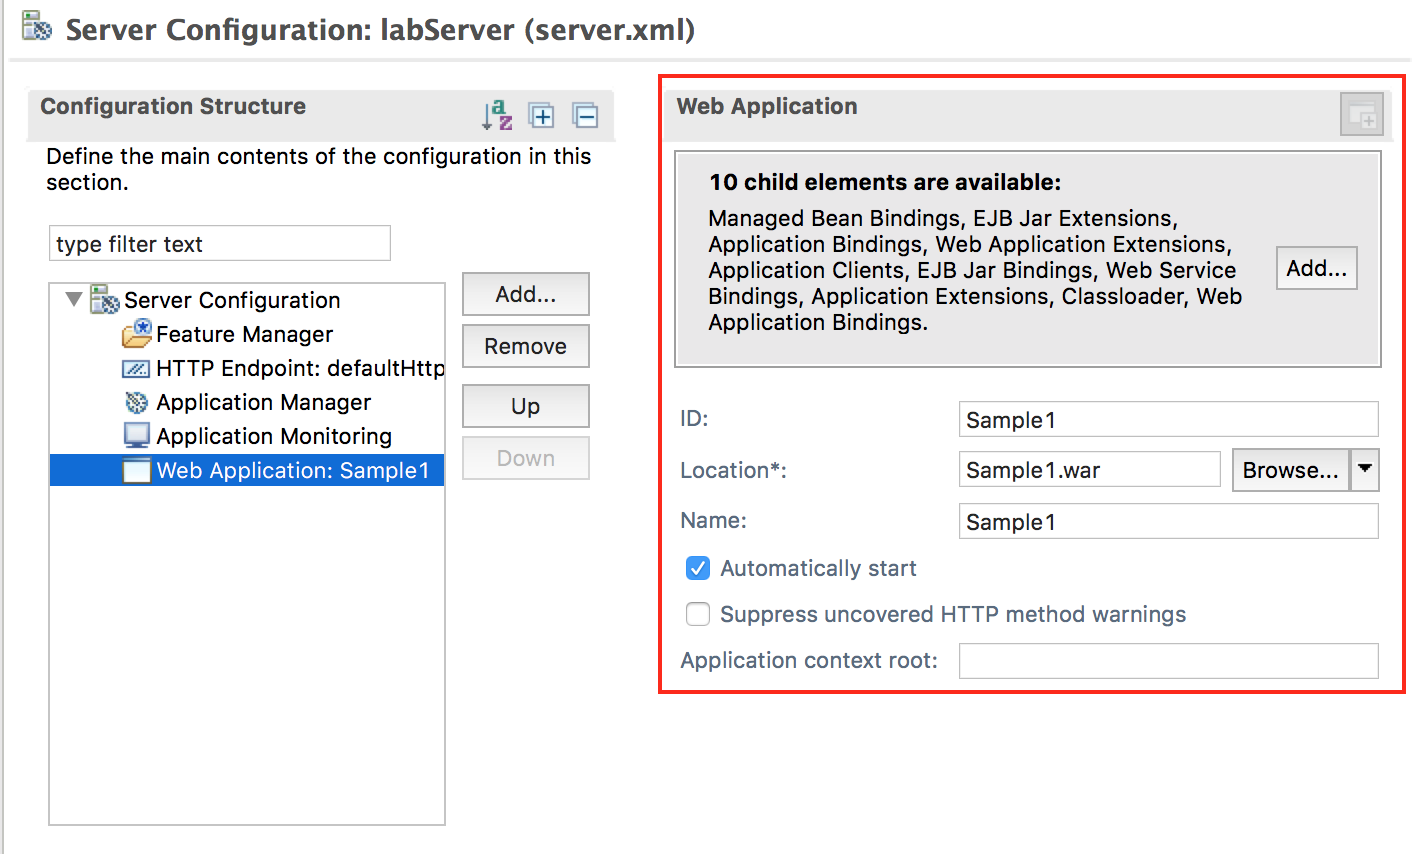 Server Configuration: labServer (server.xml)
Configuration Structure
a
z
Define the main contents of the configuration in this
section.
type filter text
Server Configuration
Feature Manager
HTTP Endpoint: defaultHttp
Application Manager
Application Monitoring
Web Application: Sample1
Add...
Remove
Up
Down
Web Application
10 child elements are available:
Managed Bean Bindings, EJB Jar Extensions,
Application Bindings, Web Application Extensions,
Application Clients, EJB Jar Bindings, Web Service
Bindings, Application Extensions, Classloader, Web
Application Bindings.
Add...
ID: Sample1
Location*: Sample1.war Browse...
Name: Sample1
Automatically start
Suppress uncovered HTTP method warnings
Application context root: